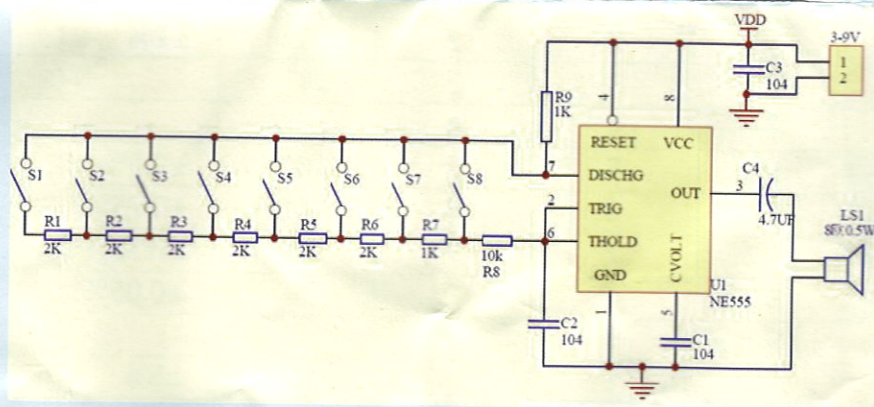 VDD
3-9V
1
2
C3
104
R9
1K
4
8
RESET
VCC
7
DISCHG
S1
S2
S3
S4
S5
S6
S7
S8
2
TRIG
OUT
3
C4
4.7UF
LS1
0.5W
R1
R2
R3
R4
R5
R6
R7
2K
2K
2K
2K
2K
2K
1K
10k
R8
6
THOLD
GND
CVOLT
U1
NE555
1
5
C2
104
C1
104